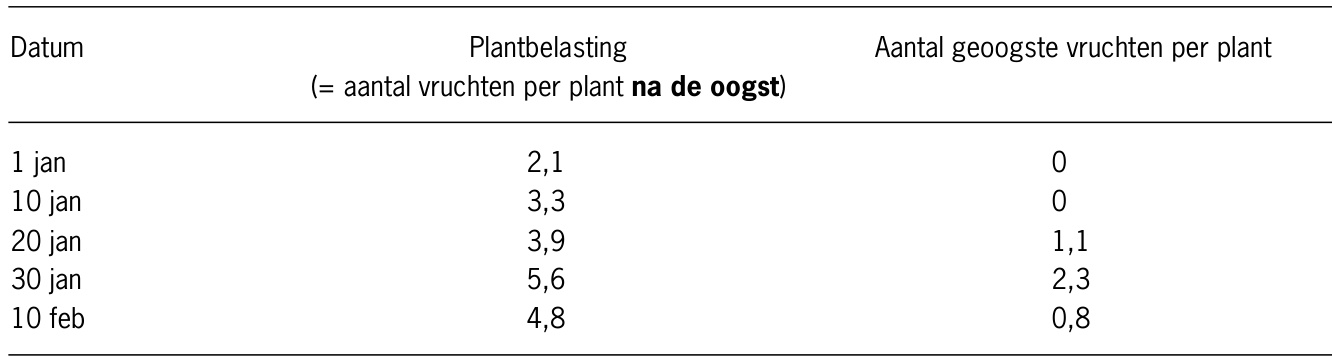 Datum Plantbelasting Aantal geoogste vruchten per plant
(= aantal vruchten per plant na de oogst)
1 jan 2,1 0
10 jan 3,3 0
20 jan 3,9 1,1
30 jan 5,6 2,3
10 feb 4,8 0,8